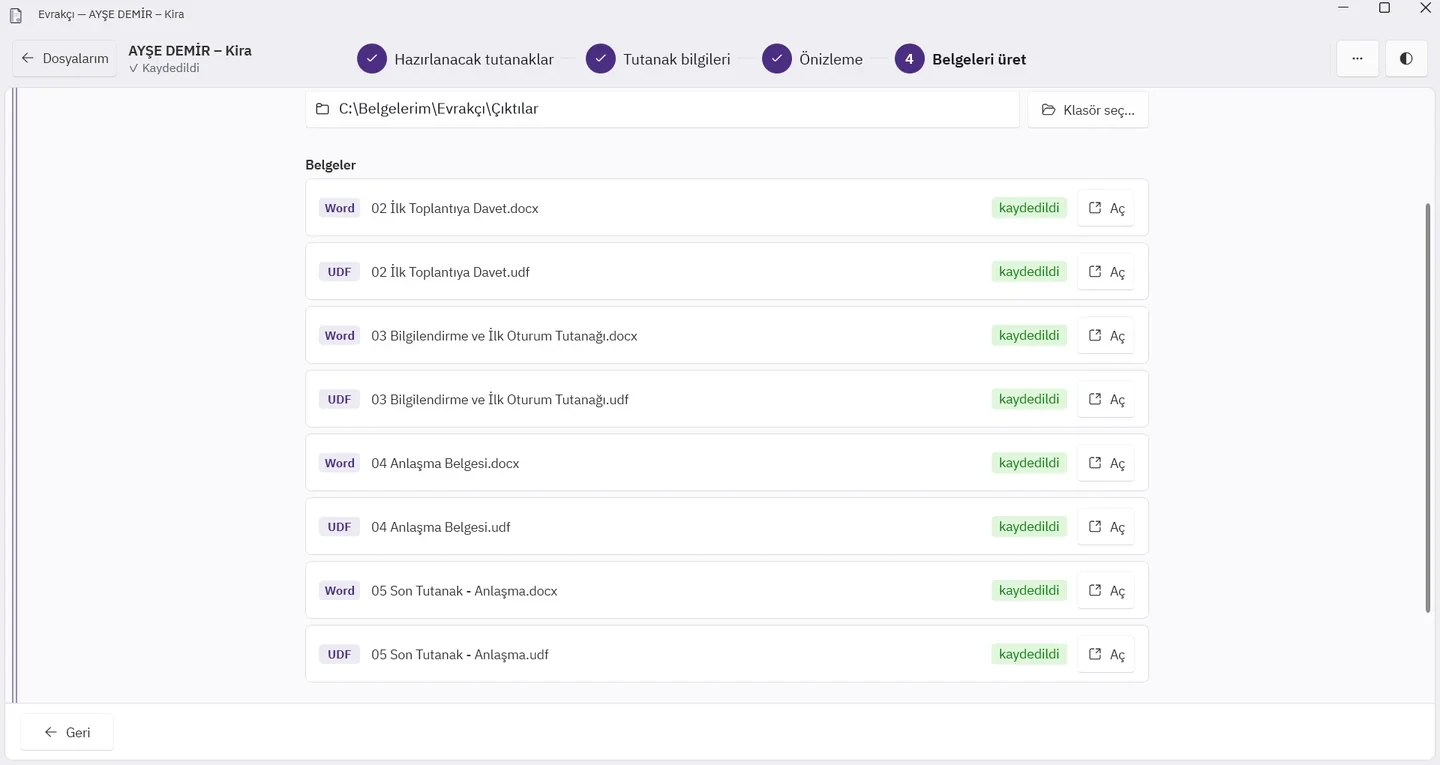 Evrakçı — AYŞE DEMİR – Kira
Dosyalarım
AYŞE DEMİR – Kira
✓ Kaydedildi
Hazırlanacak tutanaklar
Tutanak bilgileri
Önizleme
4 Belgeleri üret
C:\Belgelerim\Evrakçı\Çıktılar
Klasör seç...
Belgeler
Word 02 İlk Toplantıya Davet.docx kaydedildi Aç
UDF 02 İlk Toplantıya Davet.udf kaydedildi Aç
Word 03 Bilgilendirme ve İlk Oturum Tutanağı.docx kaydedildi Aç
UDF 03 Bilgilendirme ve İlk Oturum Tutanağı.udf kaydedildi Aç
Word 04 Anlaşma Belgesi.docx kaydedildi Aç
UDF 04 Anlaşma Belgesi.udf kaydedildi Aç
Word 05 Son Tutanak - Anlaşma.docx kaydedildi Aç
UDF 05 Son Tutanak - Anlaşma.udf kaydedildi Aç
Geri